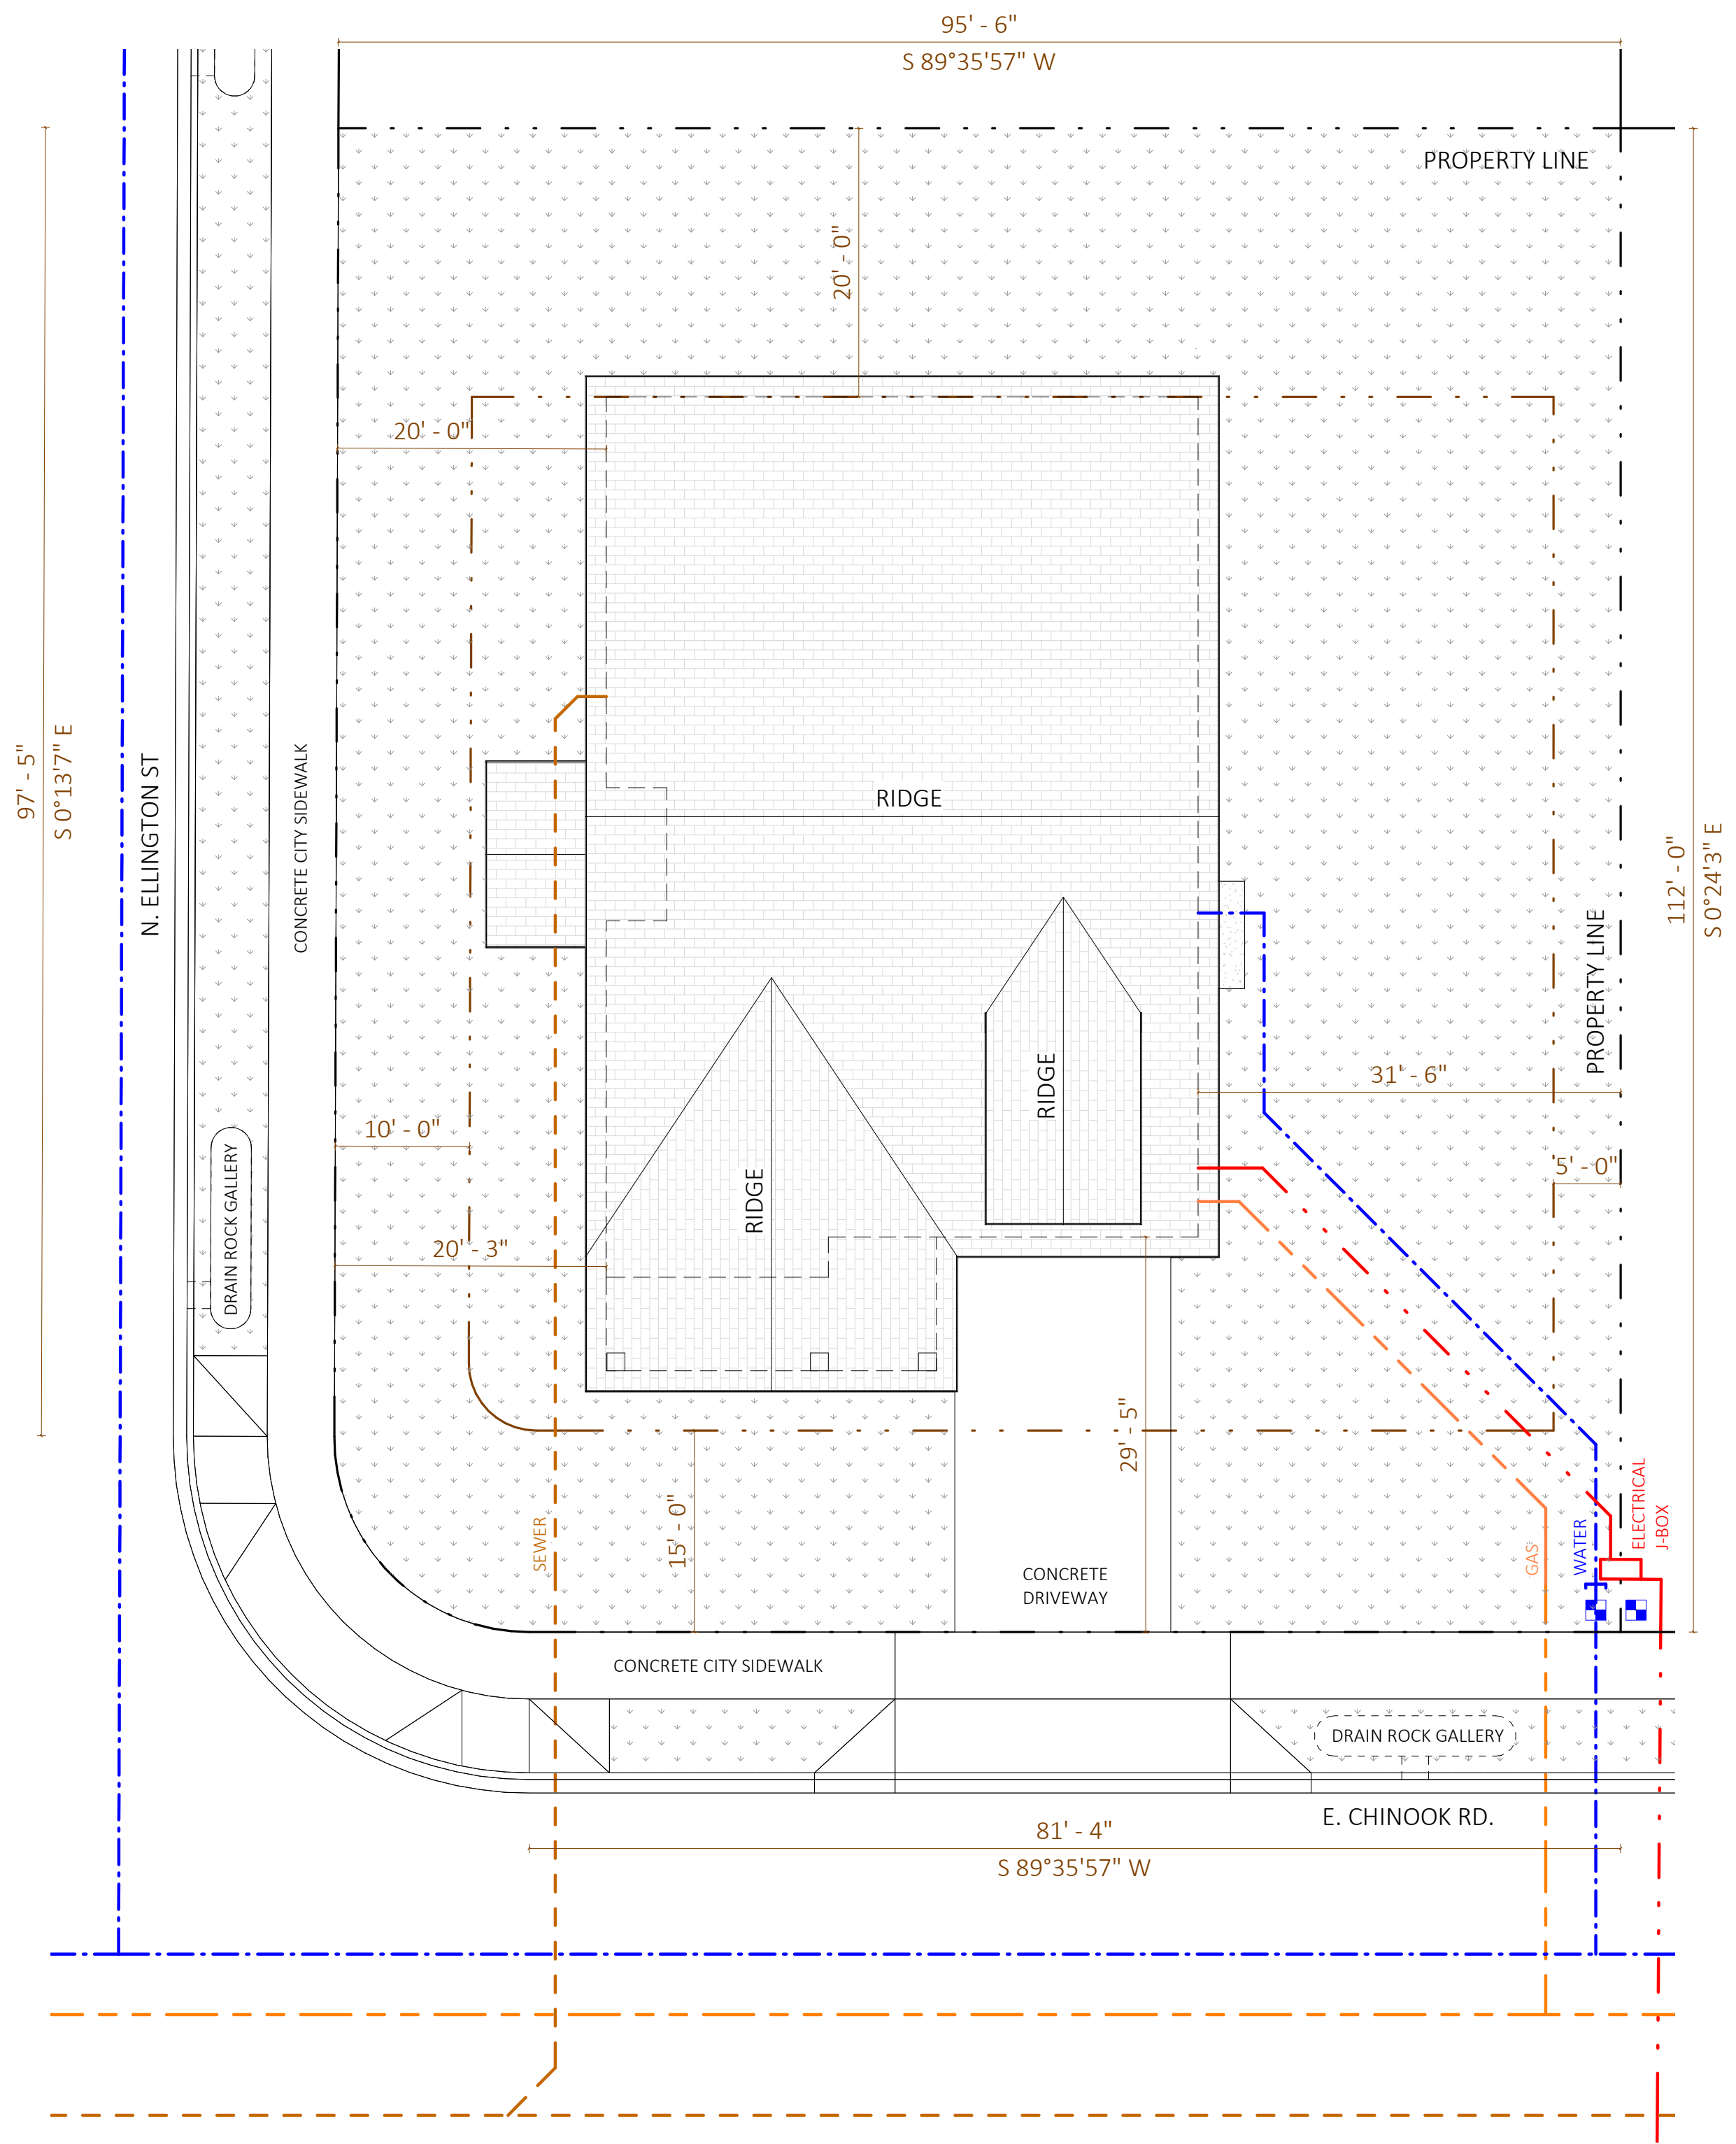 95' - 6"
S 89°35'57" W
PROPERTY LINE
20' - 0"
20' - 0"
RIDGE
97' - 5"
S 0°13'7" E
N. ELLINGTON ST
CONCRETE CITY SIDEWALK
112' - 0"
S 0°24'3" E
PROPERTY LINE
31' - 6"
RIDGE
10' - 0"
5' - 0"
RIDGE
DRAIN ROCK GALLERY
20' - 3"
29' - 5"
15' - 0"
SEWER
CONCRETE
DRIVEWAY
GAS
WATER
ELECTRICAL
J-BOX
CONCRETE CITY SIDEWALK
DRAIN ROCK GALLERY
E. CHINOOK RD.
81' - 4"
S 89°35'57" W